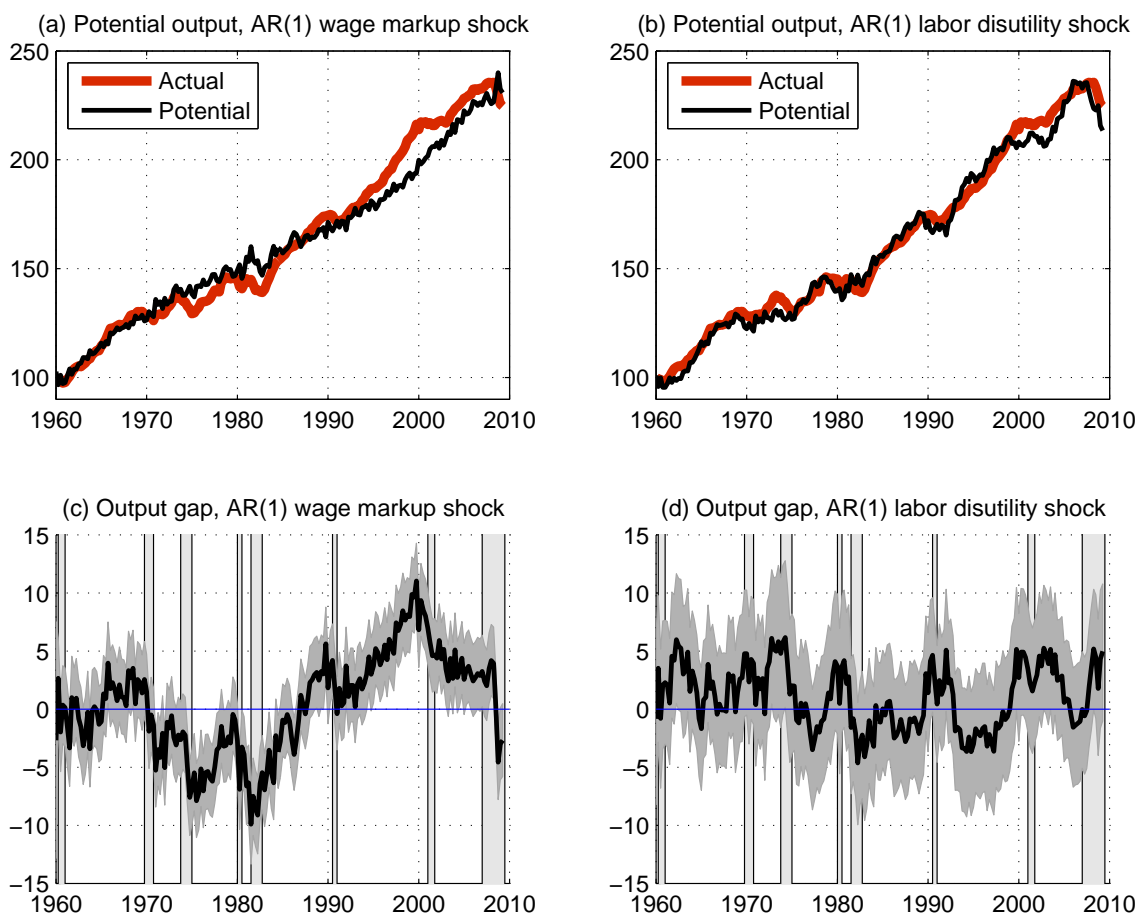 (a) Potential output, AR(1) wage markup shock
250
200
150
100
Actual
Potential
1960 1970 1980 1990 2000 2010
(b) Potential output, AR(1) labor disutility shock
250
200
150
100
Actual
Potential
1960 1970 1980 1990 2000 2010
(c) Output gap, AR(1) wage markup shock
15
10
5
0
−5
−10
−15
1960 1970 1980 1990 2000 2010
(d) Output gap, AR(1) labor disutility shock
15
10
5
0
−5
−10
−15
1960 1970 1980 1990 2000 2010